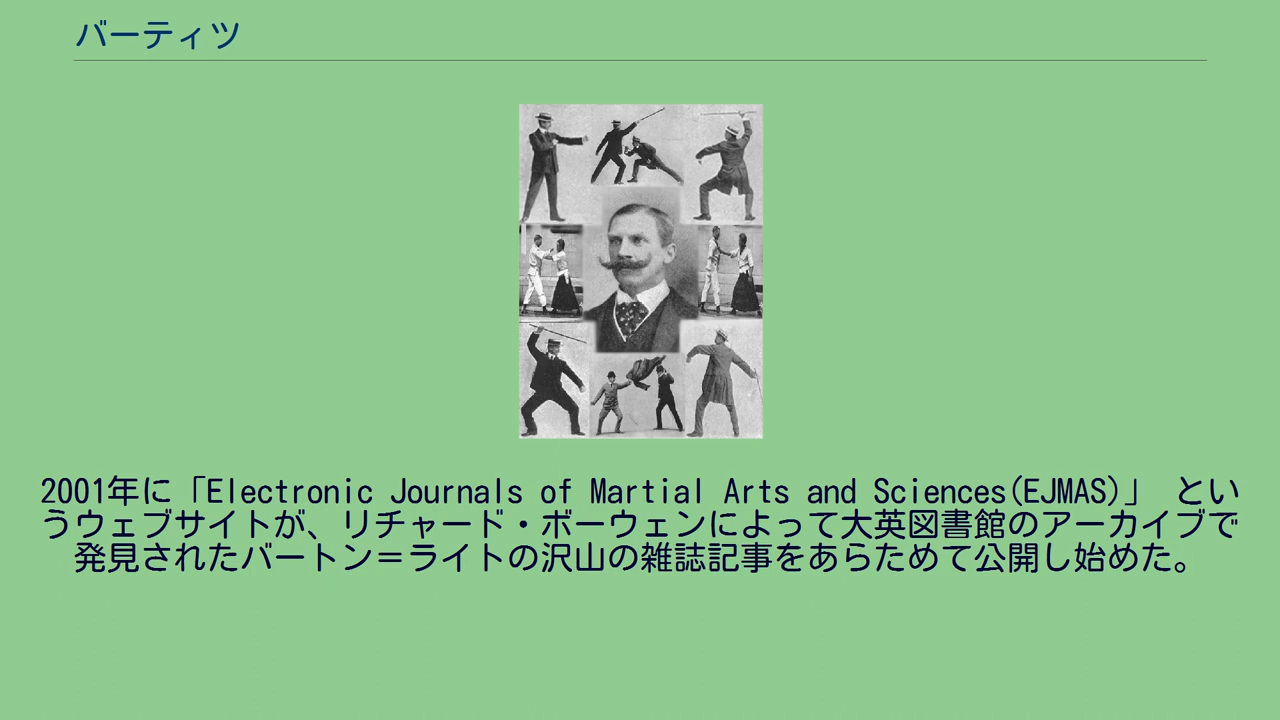 バーティツ
2001年に「Electronic Journals of Martial Arts and Sciences(EJMAS)」 とい
うウェブサイトが、リチャード・ボーウェンによって大英図書館のアーカイブで
発見されたバートン＝ライトの沢山の雑誌記事をあらためて公開し始めた。